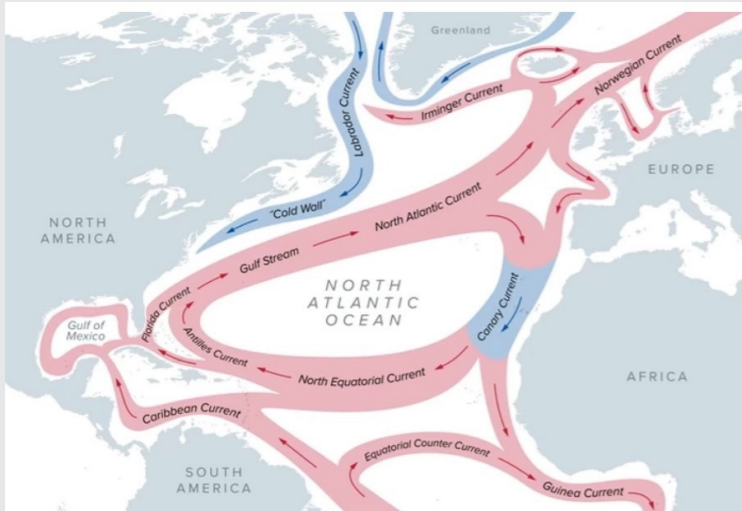 Greenland
Labrador Current
Irminger Current
Norwegian Current
EUROPE
"Cold Wall"
North Atlantic Current
NORTH
AMERICA
Gulf Stream
NORTH
ATLANTIC
OCEAN
Canary Current
Florida Current
Gulf of
Mexico
Antilles Current
North Equatorial Current
AFRICA
Caribbean Current
Equatorial Counter Current
SOUTH
AMERICA
Guinea Current